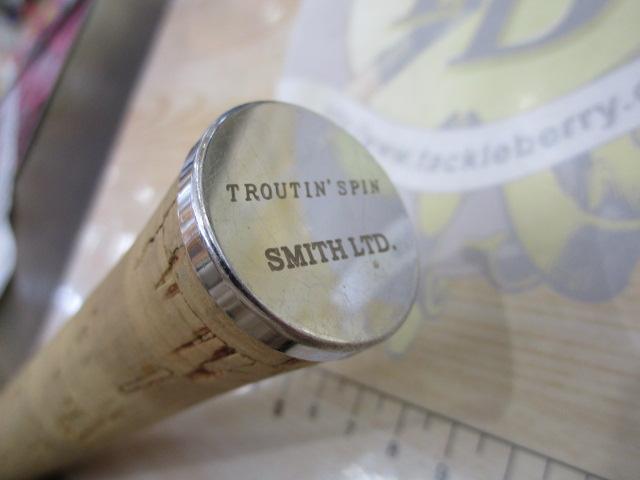 TROUTIN' SPIN
SMITH LTD.
www.tackleberry.c
D